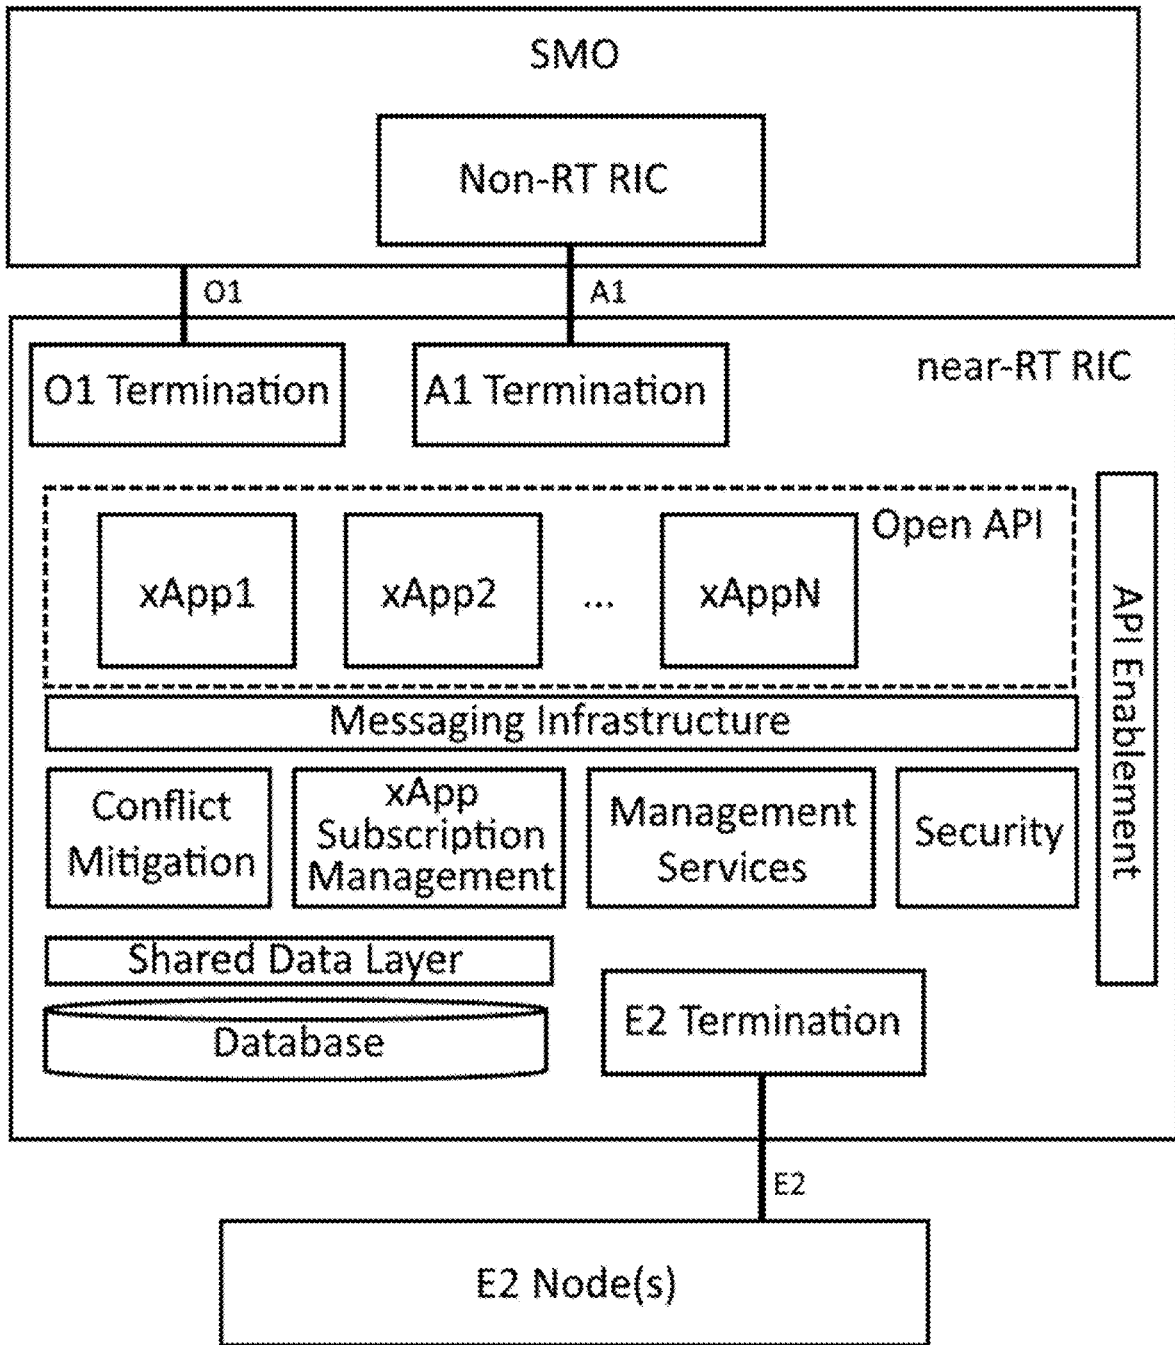 SMO
Non-RT RIC
O1
A1
near-RT RIC
O1 Termination
A1 Termination
Open API
xApp1
xApp2
...
xAppN
API Enablement
Messaging Infrastructure
Conflict
Mitigation
xApp
Subscription
Management
Management
Services
Security
Shared Data Layer
Database
E2 Termination
E2
E2 Node(s)